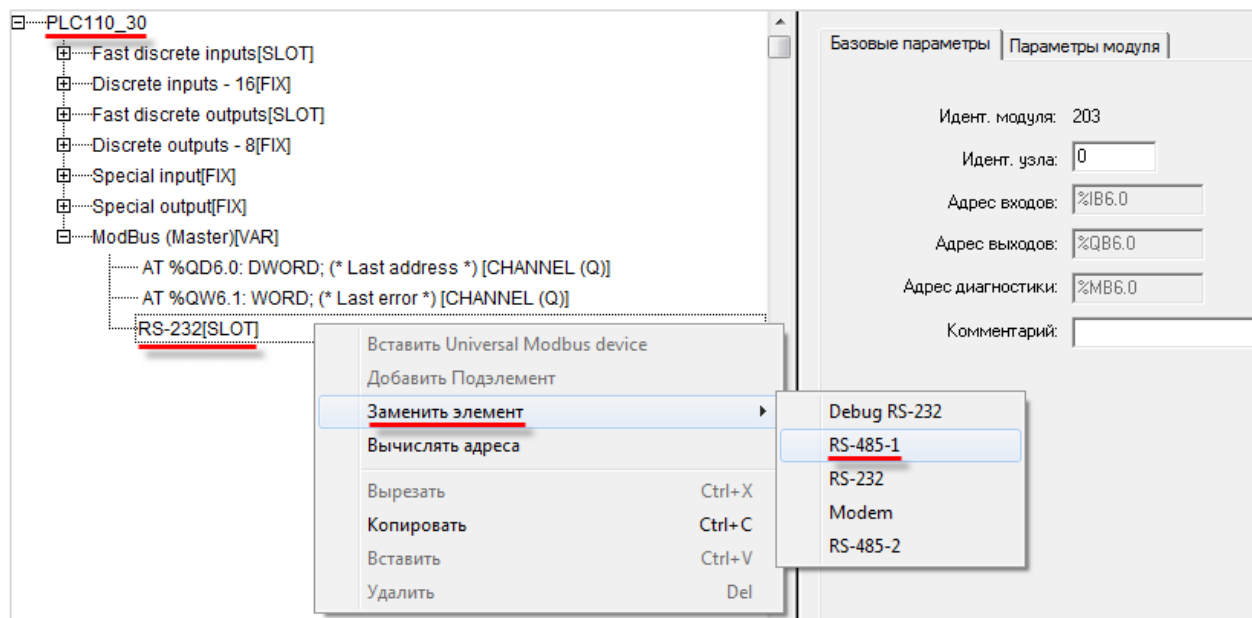 PLC110_30
Fast discrete inputs[SLOT]
Discrete inputs - 16[FIX]
Fast discrete outputs[SLOT]
Discrete outputs - 8[FIX]
Special input[FIX]
Special output[FIX]
ModBus (Master)[VAR]
AT %QD6.0: DWORD; (* Last address *) [CHANNEL (Q)]
AT %QW6.1: WORD; (* Last error *) [CHANNEL (Q)]
RS-232[SLOT]
Вставить Universal Modbus device
Добавить Подэлемент
Заменить элемент
Вычислять адреса
Вырезать Ctrl+X
Копировать Ctrl+C
Вставить Ctrl+V
Удалить Del
Debug RS-232
RS-485-1
RS-232
Modem
RS-485-2
Базовые параметры Параметры модуля
Идент. модуля: 203
Идент. узла: 0
Адрес входов: %IB6.0
Адрес выходов: %QB6.0
Адрес диагностики: %MB6.0
Комментарий: